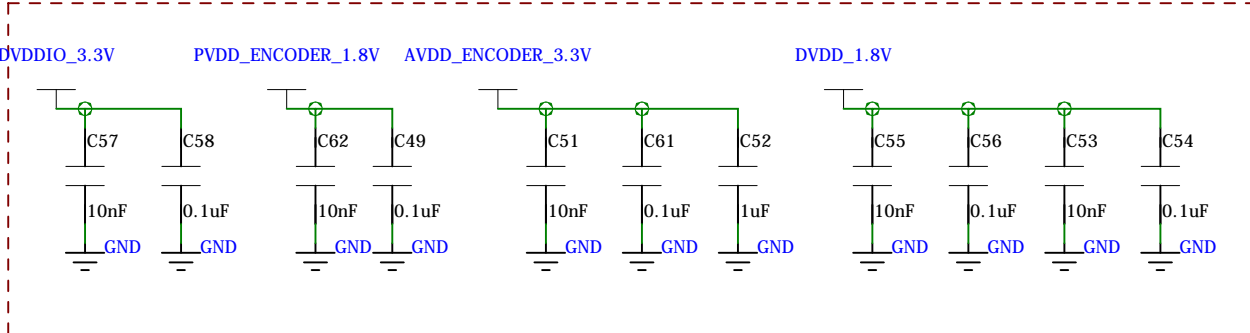 DVDDIO_3.3V PVDD_ENCODER_1.8V AVDD_ENCODER_3.3V DVDD_1.8V
C57 C58 C62 C49 C51 C61 C52 C55 C56 C53 C54
10nF 0.1uF 10nF 0.1uF 10nF 0.1uF 1uF 10nF 0.1uF 10nF 0.1uF
GND GND GND GND GND GND GND GND GND GND GND